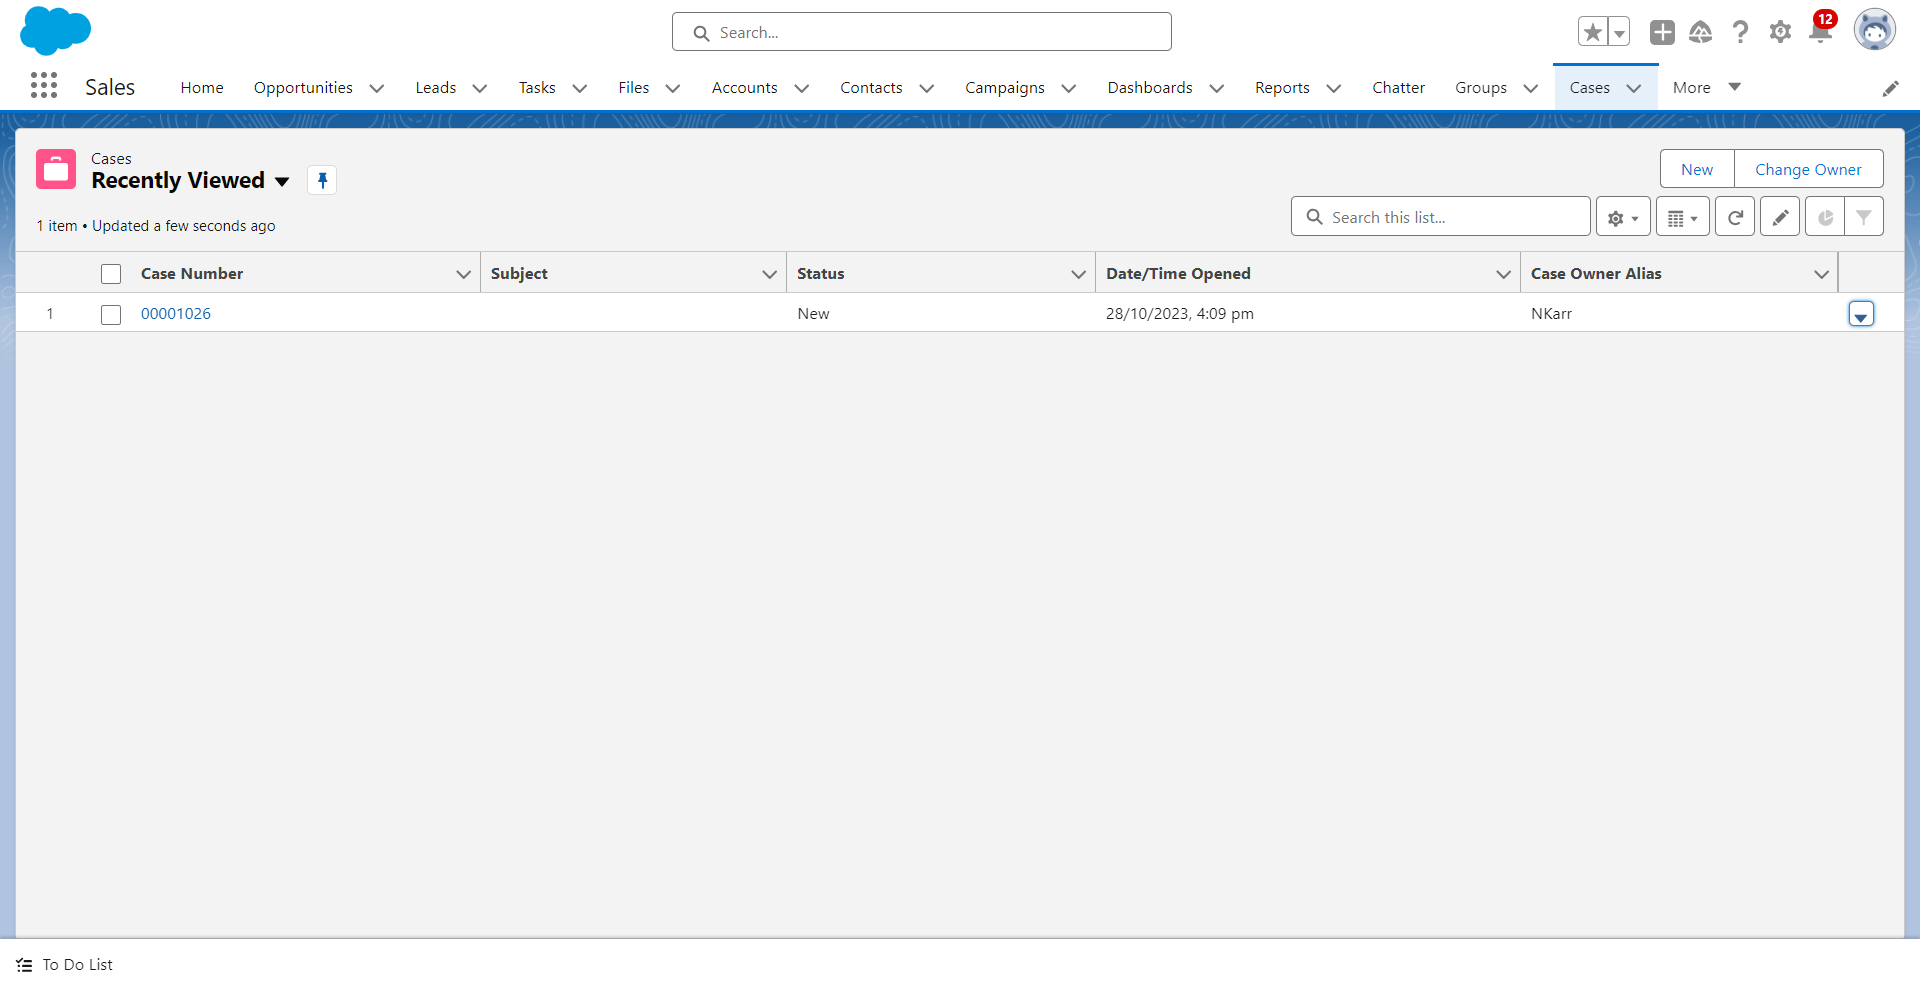 Search...
12
Sales
Home
Opportunities
Leads
Tasks
Files
Accounts
Contacts
Campaigns
Dashboards
Reports
Chatter
Groups
Cases
More
Cases
Recently Viewed
New
Change Owner
1 item • Updated a few seconds ago
Search this list...
Case Number
Subject
Status
Date/Time Opened
Case Owner Alias
1
00001026
New
28/10/2023, 4:09 pm
NKarr
To Do List